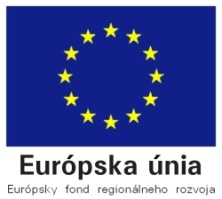 Európska únia
Európsky fond regionálneho rozvoja